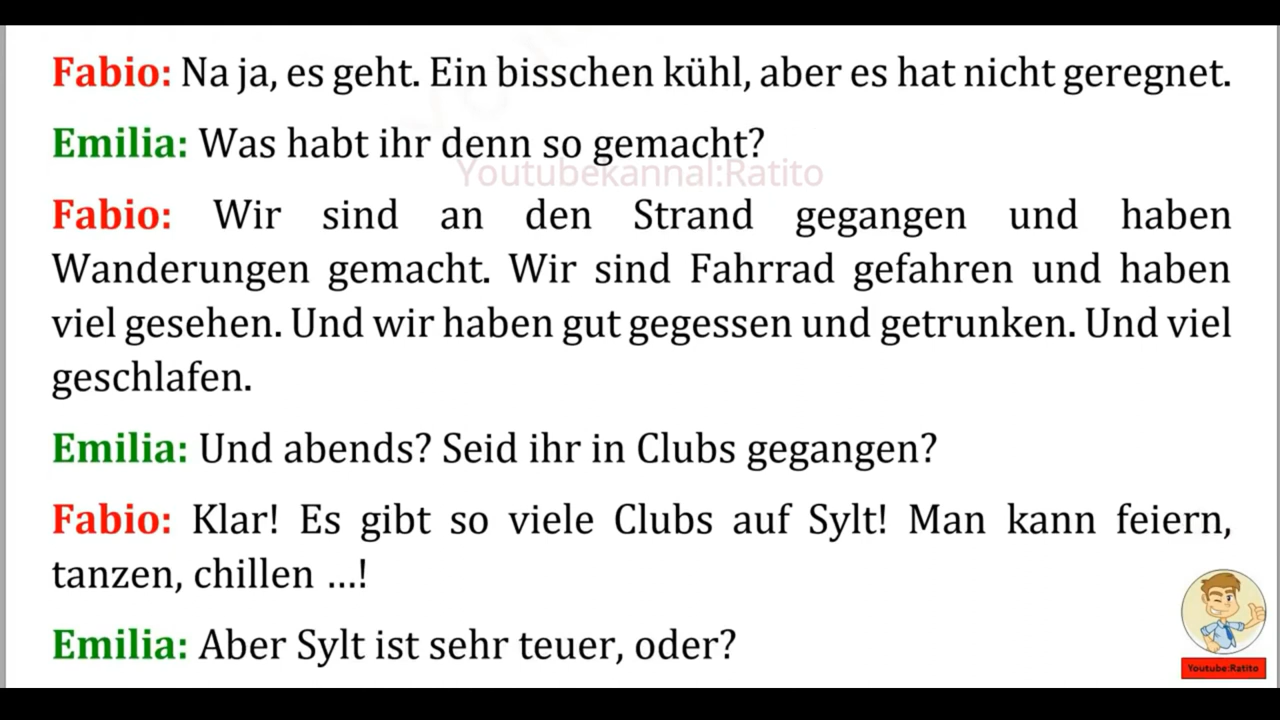 Fabio: Na ja, es geht. Ein bisschen kühl, aber es hat nicht geregnet.
Emilia: Was habt ihr denn so gemacht?
Youtubekannal:Ratito
Fabio: Wir sind an den Strand gegangen und haben
Wanderungen gemacht. Wir sind Fahrrad gefahren und haben
viel gesehen. Und wir haben gut gegessen und getrunken. Und viel
geschlafen.
Emilia: Und abends? Seid ihr in Clubs gegangen?
Fabio: Klar! Es gibt so viele Clubs auf Sylt! Man kann feiern,
tanzen, chillen ...!
Emilia: Aber Sylt ist sehr teuer, oder?
Youtube:Ratito